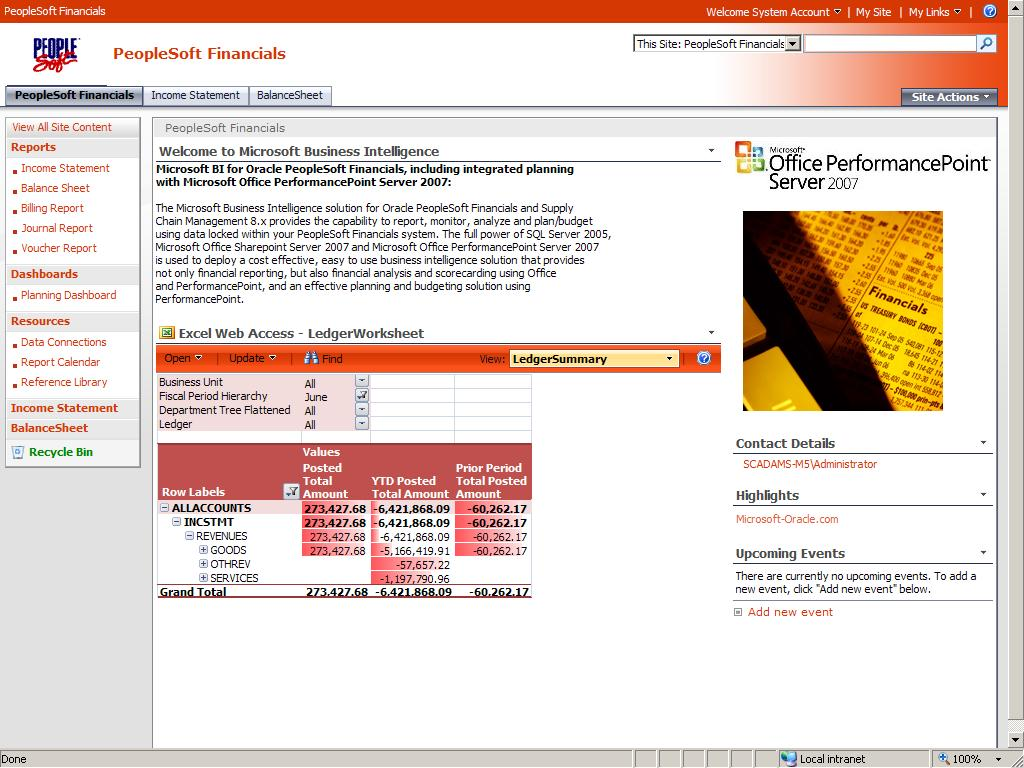 PeopleSoft Financials
Welcome System Account | My Site | My Links |
PEOPLE
Soft
PeopleSoft Financials
This Site: PeopleSoft Financials
PeopleSoft Financials
Income Statement
BalanceSheet
Site Actions
View All Site Content
Reports
Income Statement
Balance Sheet
Billing Report
Journal Report
Voucher Report
Dashboards
Planning Dashboard
Resources
Data Connections
Report Calendar
Reference Library
Income Statement
BalanceSheet
Recycle Bin
PeopleSoft Financials
Welcome to Microsoft Business Intelligence
Microsoft BI for Oracle PeopleSoft Financials, including integrated planning
with Microsoft Office PerformancePoint Server 2007:
The Microsoft Business Intelligence solution for Oracle PeopleSoft Financials and Supply
Chain Management 8.x provides the capability to report, monitor, analyze and plan/budget
using data locked within your PeopleSoft Financials system. The full power of SQL Server 2005,
Microsoft Office Sharepoint Server 2007 and Microsoft Office PerformancePoint Server 2007
is used to deploy a cost effective, easy to use business intelligence solution that provides
not only financial reporting, but also financial analysis and scorecarding using Office
and PerformancePoint, and an effective planning and budgeting solution using
PerformancePoint.
Excel Web Access - LedgerWorksheet
Open | Update | Find View: LedgerSummary
Business Unit All
Fiscal Period Hierarchy June
Department Tree Flattened All
Ledger All
Values
Posted Prior Period
Total YTD Posted Total Posted
Row Labels Amount Total Amount Amount
ALLACCOUNTS 273,427.68 -6,421,868.09 -60,262.17
INCSTMT 273,427.68 -6,421,868.09 -60,262.17
REVENUES 273,427.68 -6,421,868.09 -60,262.17
GOODS 273,427.68 -5,166,419.91 -60,262.17
OTHREV -57,657.22
SERVICES -1,197,790.96
Grand Total 273,427.68 -6,421,868.09 -60,262.17
Microsoft®
Office PerformancePoint
Server 2007
Financials
US TREASURY BONDS (CBOT)
Contact Details
SCADAMS-M5\Administrator
Highlights
Microsoft-Oracle.com
Upcoming Events
There are currently no upcoming events. To add a
new event, click "Add new event" below.
Add new event
Done
Local intranet
100%